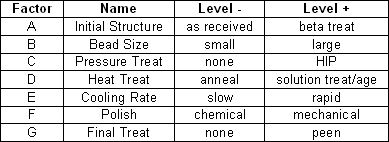 Factor Name Level - Level +
A Initial Structure as received beta treat
B Bead Size small large
C Pressure Treat none HIP
D Heat Treat anneal solution treat/age
E Cooling Rate slow rapid
F Polish chemical mechanical
G Final Treat none peen